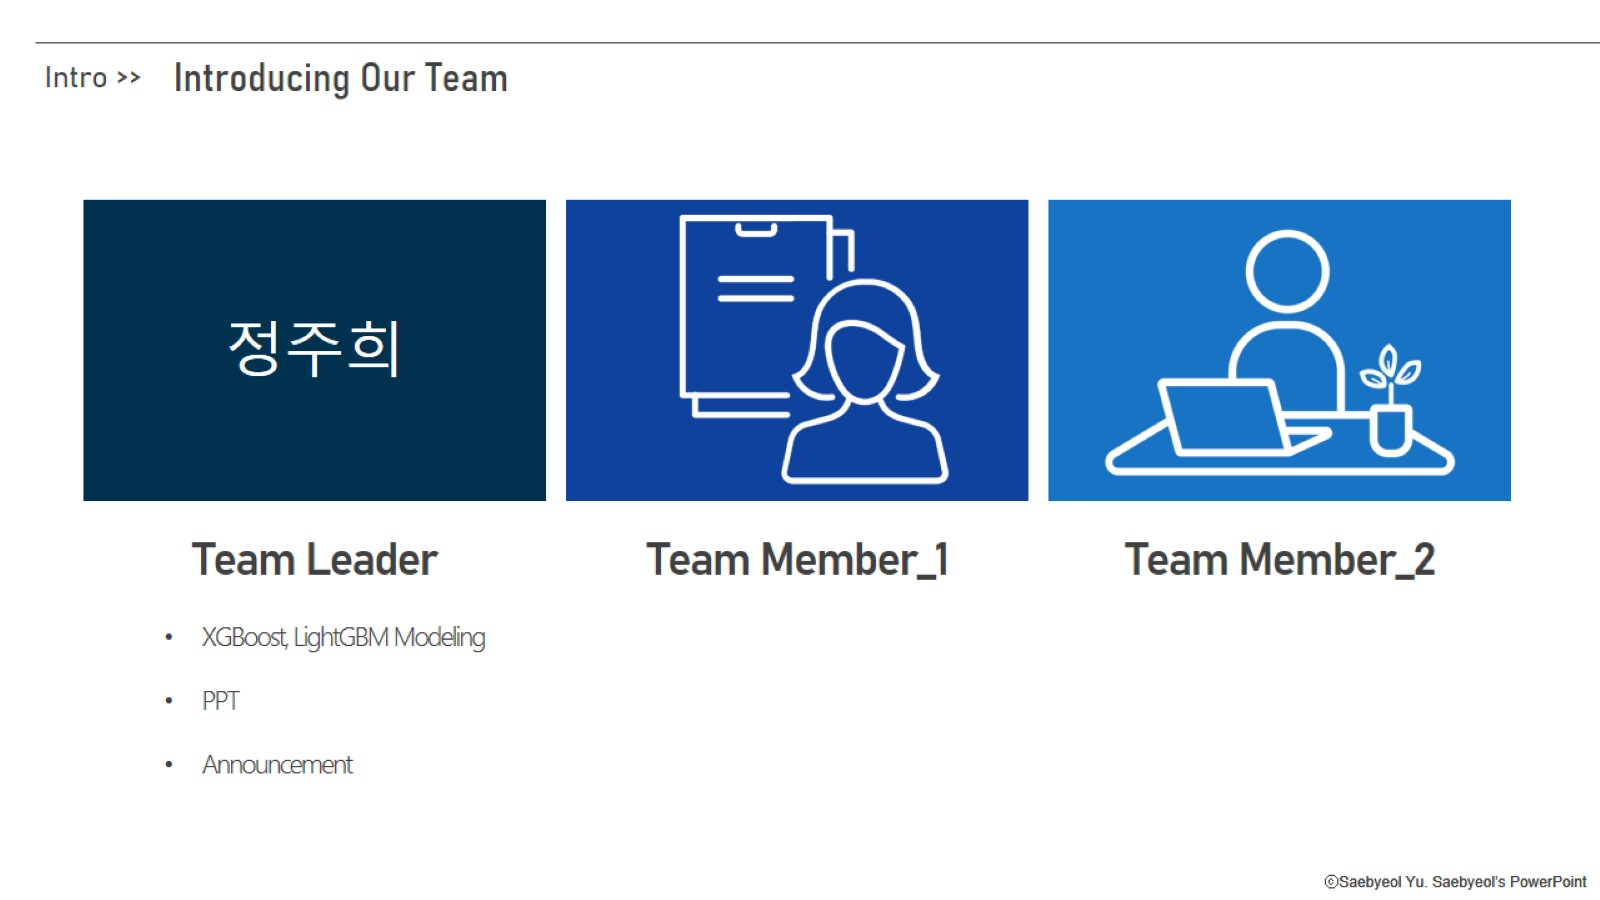 Intro >> Introducing Our Team
정주희
Team Leader
Team Member_1
Team Member_2
• XGBoost, LightGBM Modeling
• PPT
• Announcement
ⓒSaebyeol Yu. Saebyeol's PowerPoint